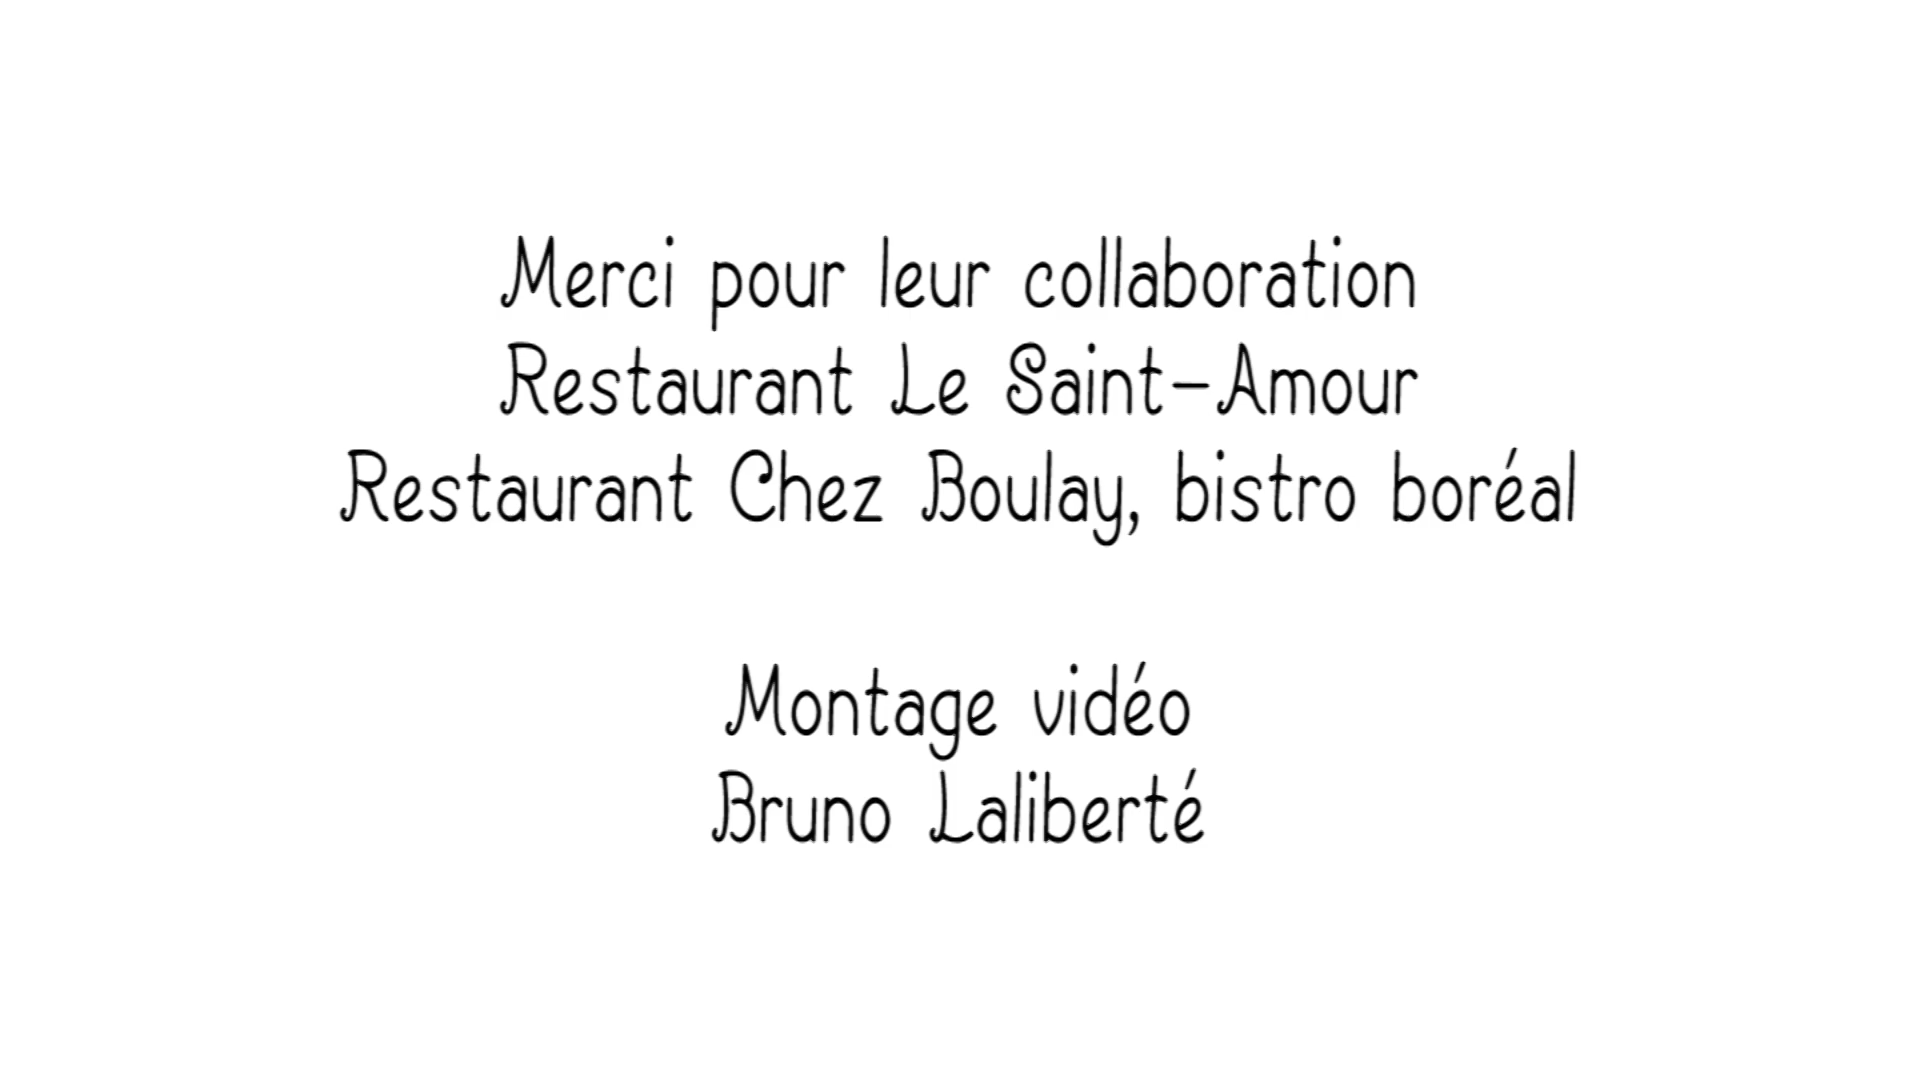 Merci pour leur collaboration
Restaurant Le Saint-Amour
Restaurant Chez Boulay, bistro boréal
Montage vidéo
Bruno Laliberté